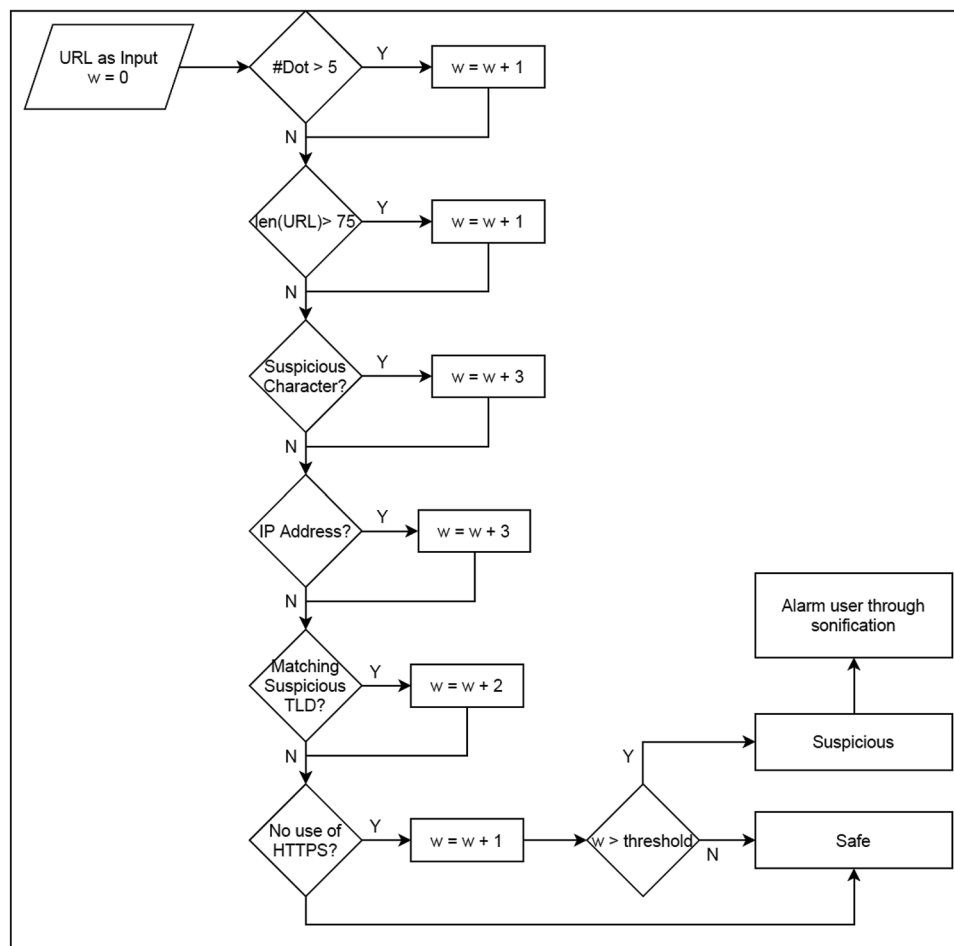 URL as Input
w = 0
#Dot > 5
Y
w = w + 1
N
len(URL)> 75
Y
w = w + 1
N
Suspicious
Character?
Y
w = w + 3
N
IP Address?
Y
w = w + 3
N
Matching
Suspicious
TLD?
Y
w = w + 2
N
No use of
HTTPS?
Y
w = w + 1
w > threshold
Y
N
Suspicious
Alarm user through
sonification
Safe